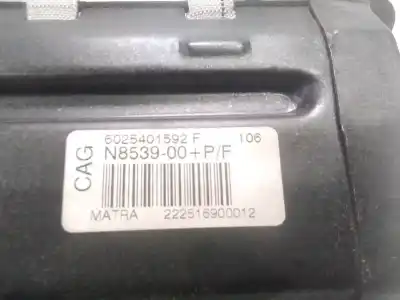 6025401592 F 106
CAG
N8539-00+P/F
MATRA 222516900012